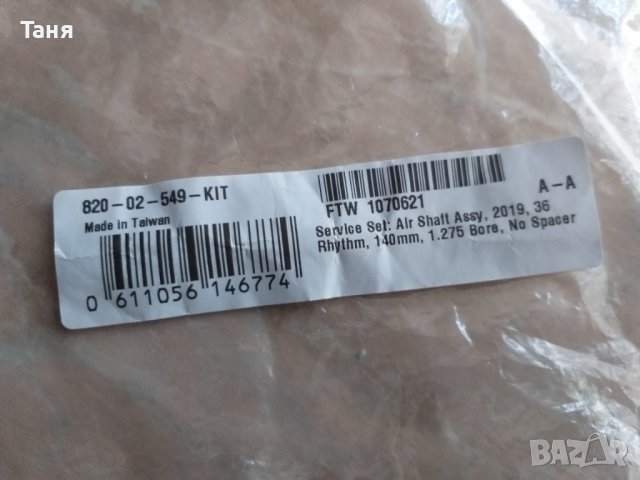 Таня
820-02-549-KIT
Made in Taiwan
0 611056 146774
FTW 1070621
A-A
Service Set: Air Shaft Assy, 2019, 36
Rhythm, 140mm, 1.275 Bore, No Spacer
BAZAR